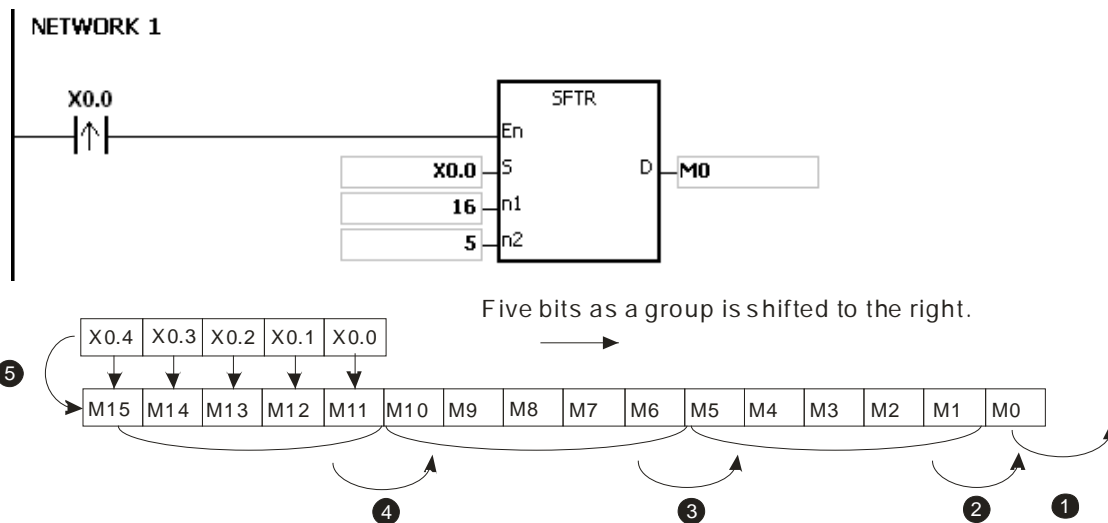 NETWORK 1
X0.0
SFTR
En
X0.0 S D M0
16 n1
5 n2
Five bits as a group is shifted to the right.
X0.4 X0.3 X0.2 X0.1 X0.0
5
M15 M14 M13 M12 M11 M10 M9 M8 M7 M6 M5 M4 M3 M2 M1 M0
4 3 2 1